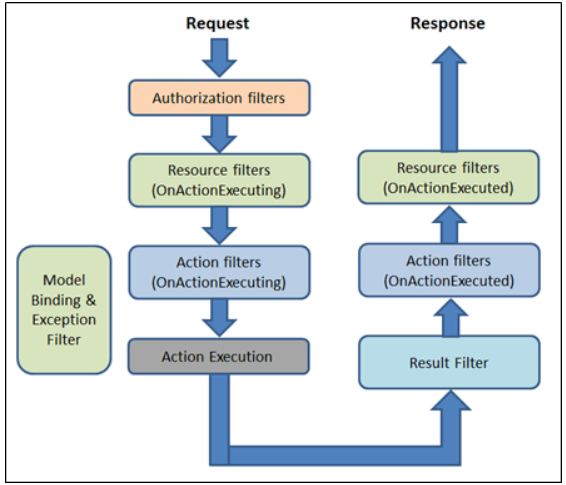 Request
Response
Authorization filters
Resource filters
(OnActionExecuting)
Resource filters
(OnActionExecuted)
Action filters
(OnActionExecuting)
Action filters
(OnActionExecuted)
Model
Binding &
Exception
Filter
Action Execution
Result Filter